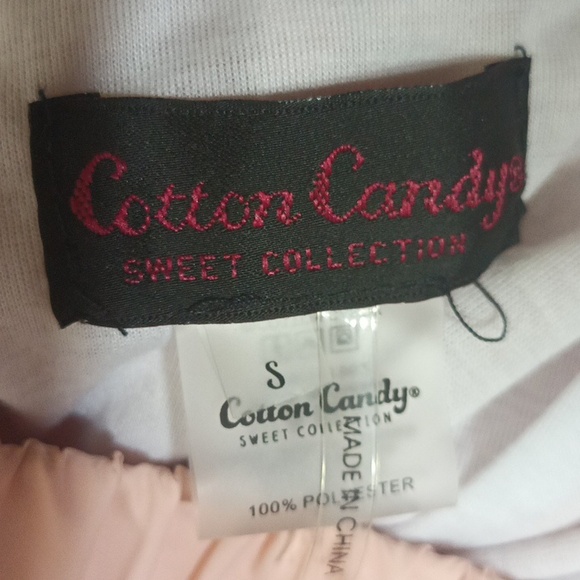 Cotton Candy®
SWEET COLLECTION
S
Cotton Candy®
SWEET COLLECTION
100% POLYESTER
MADE IN CHINA